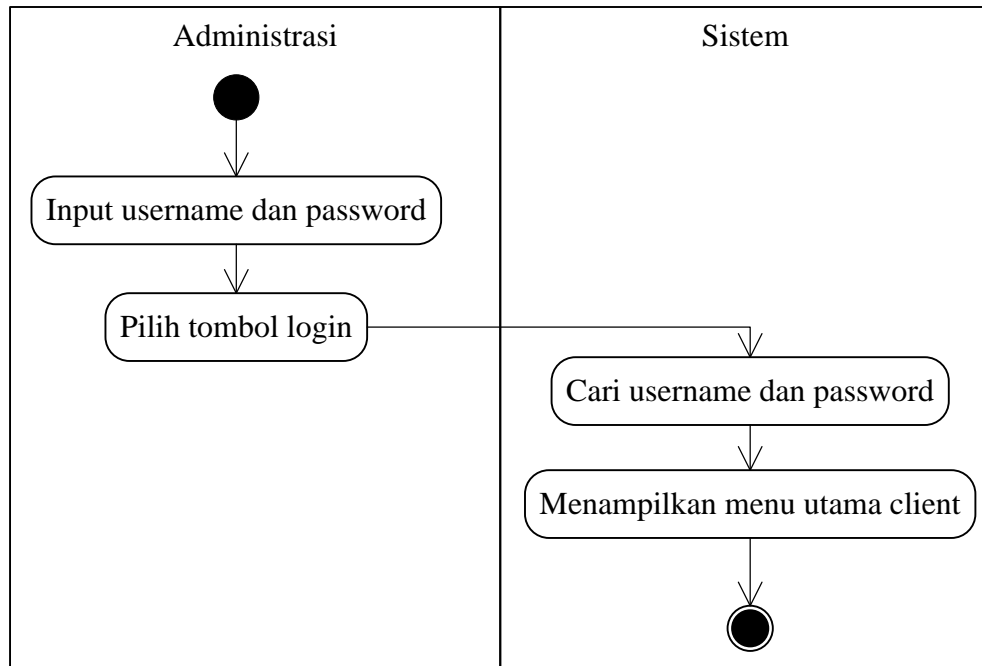 Administrasi
Sistem
Input username dan password
Pilih tombol login
Cari username dan password
Menampilkan menu utama client